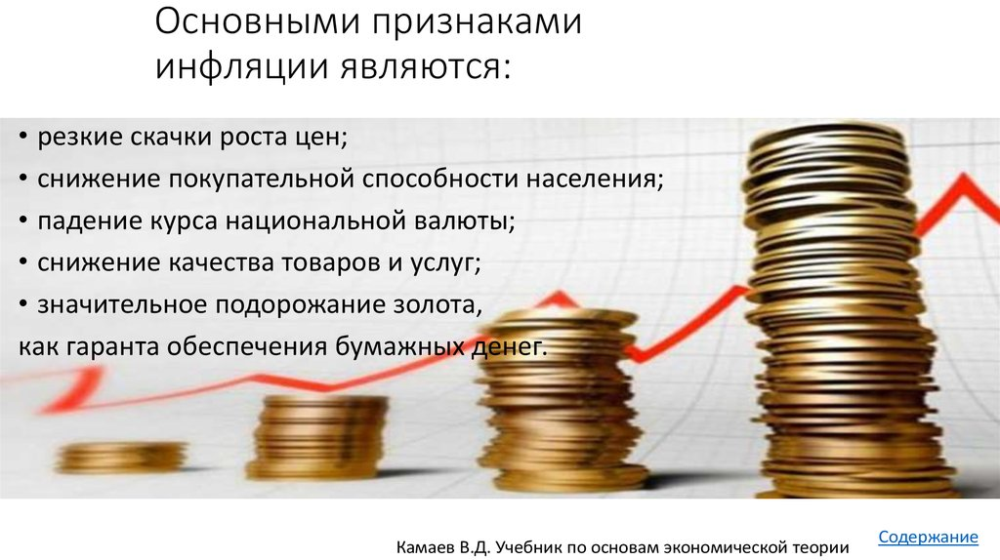 Основными признаками
инфляции являются:
• резкие скачки роста цен;
• снижение покупательной способности населения;
• падение курса национальной валюты;
• снижение качества товаров и услуг;
• значительное подорожание золота,
как гаранта обеспечения бумажных денег.
Камаев В.Д. Учебник по основам экономической теории
Содержание